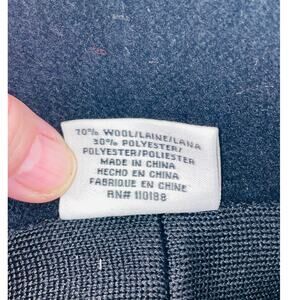 70% WOOL/LAINE/LANA
30% POLYESTER/
POLYESTER/POLIESTER
MADE IN CHINA
HECHO EN CHINA
FABRIQUE EN CHINE
RN# 110188